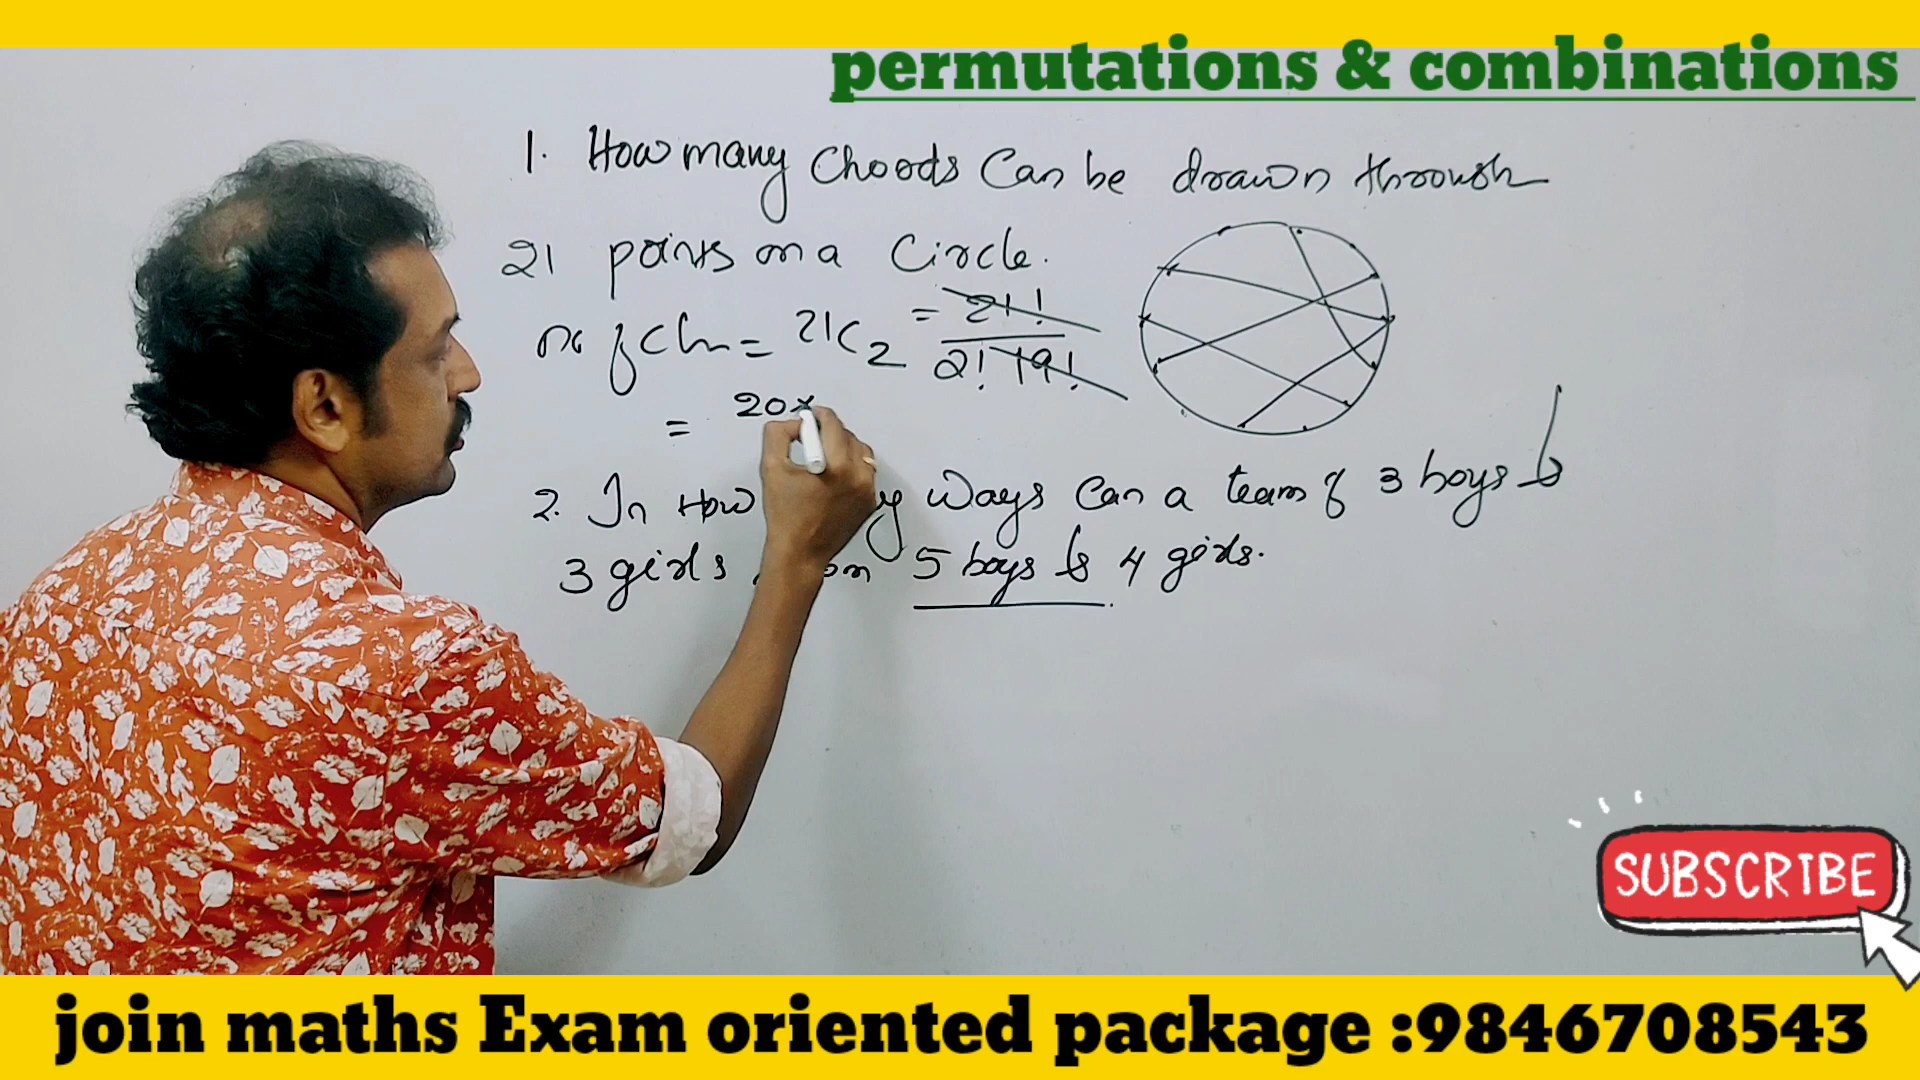 permutations & combinations
1. How many Chords Can be drawn through
21 points on a Circle.
no of ch = 21C2 = 21! / 2! 19!
= 20×
2. In How y ways can a team of 3 boys &
3 girls om 5 boys & 4 girls.
SUBSCRIBE
join maths Exam oriented package :9846708543